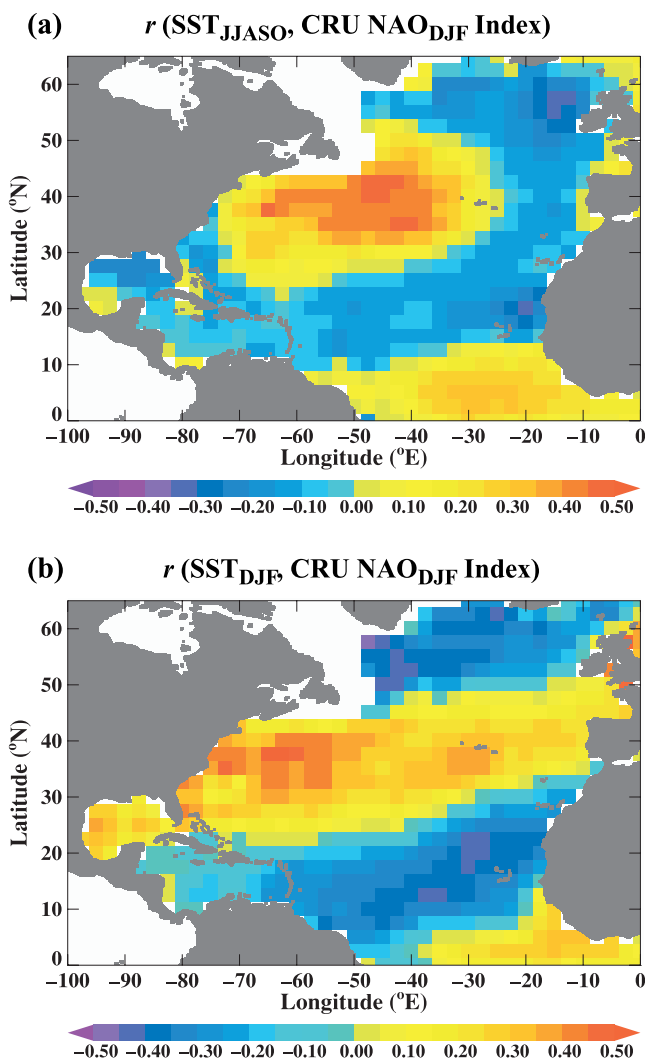 (a) r (SST_JJASO, CRU NAO_DJF Index)
60
50
40
30
20
10
0
Latitude (°N)
−100 −90 −80 −70 −60 −50 −40 −30 −20 −10 0
Longitude (°E)
−0.50 −0.40 −0.30 −0.20 −0.10 0.00 0.10 0.20 0.30 0.40 0.50
(b) r (SST_DJF, CRU NAO_DJF Index)
60
50
40
30
20
10
0
Latitude (°N)
−100 −90 −80 −70 −60 −50 −40 −30 −20 −10 0
Longitude (°E)
−0.50 −0.40 −0.30 −0.20 −0.10 0.00 0.10 0.20 0.30 0.40 0.50